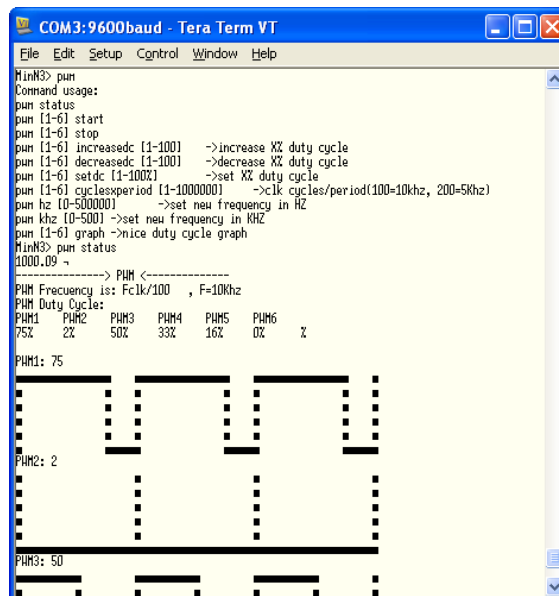 COM3:9600baud - Tera Term VT
File Edit Setup Control Window Help
MinN3> pwm
Command usage:
pwm status
pwm [1-6] start
pwm [1-6] stop
pwm [1-6] increasedc [1-100] ->increase X% duty cycle
pwm [1-6] decreasedc [1-100] ->decrease X% duty cycle
pwm [1-6] setdc [1-100%] ->set X% duty cycle
pwm [1-6] cyclesxperiod [1-1000000] ->clk cycles/period(100=10khz, 200=5Khz)
pwm hz [0-500000] ->set new frequency in HZ
pwm khz [0-500] ->set new frequency in KHZ
pwm [1-6] graph ->nice duty cycle graph
MinN3> pwm status
1000.09 ¬
---------------> PWM <--------------
PWM Frecuency is: Fclk/100 , F=10Khz
PWM Duty Cycle:
PWM1 PWM2 PWM3 PWM4 PWM5 PWM6
75% 2% 50% 33% 16% 0% %
PWM1: 75
PWM2: 2
PWM3: 50